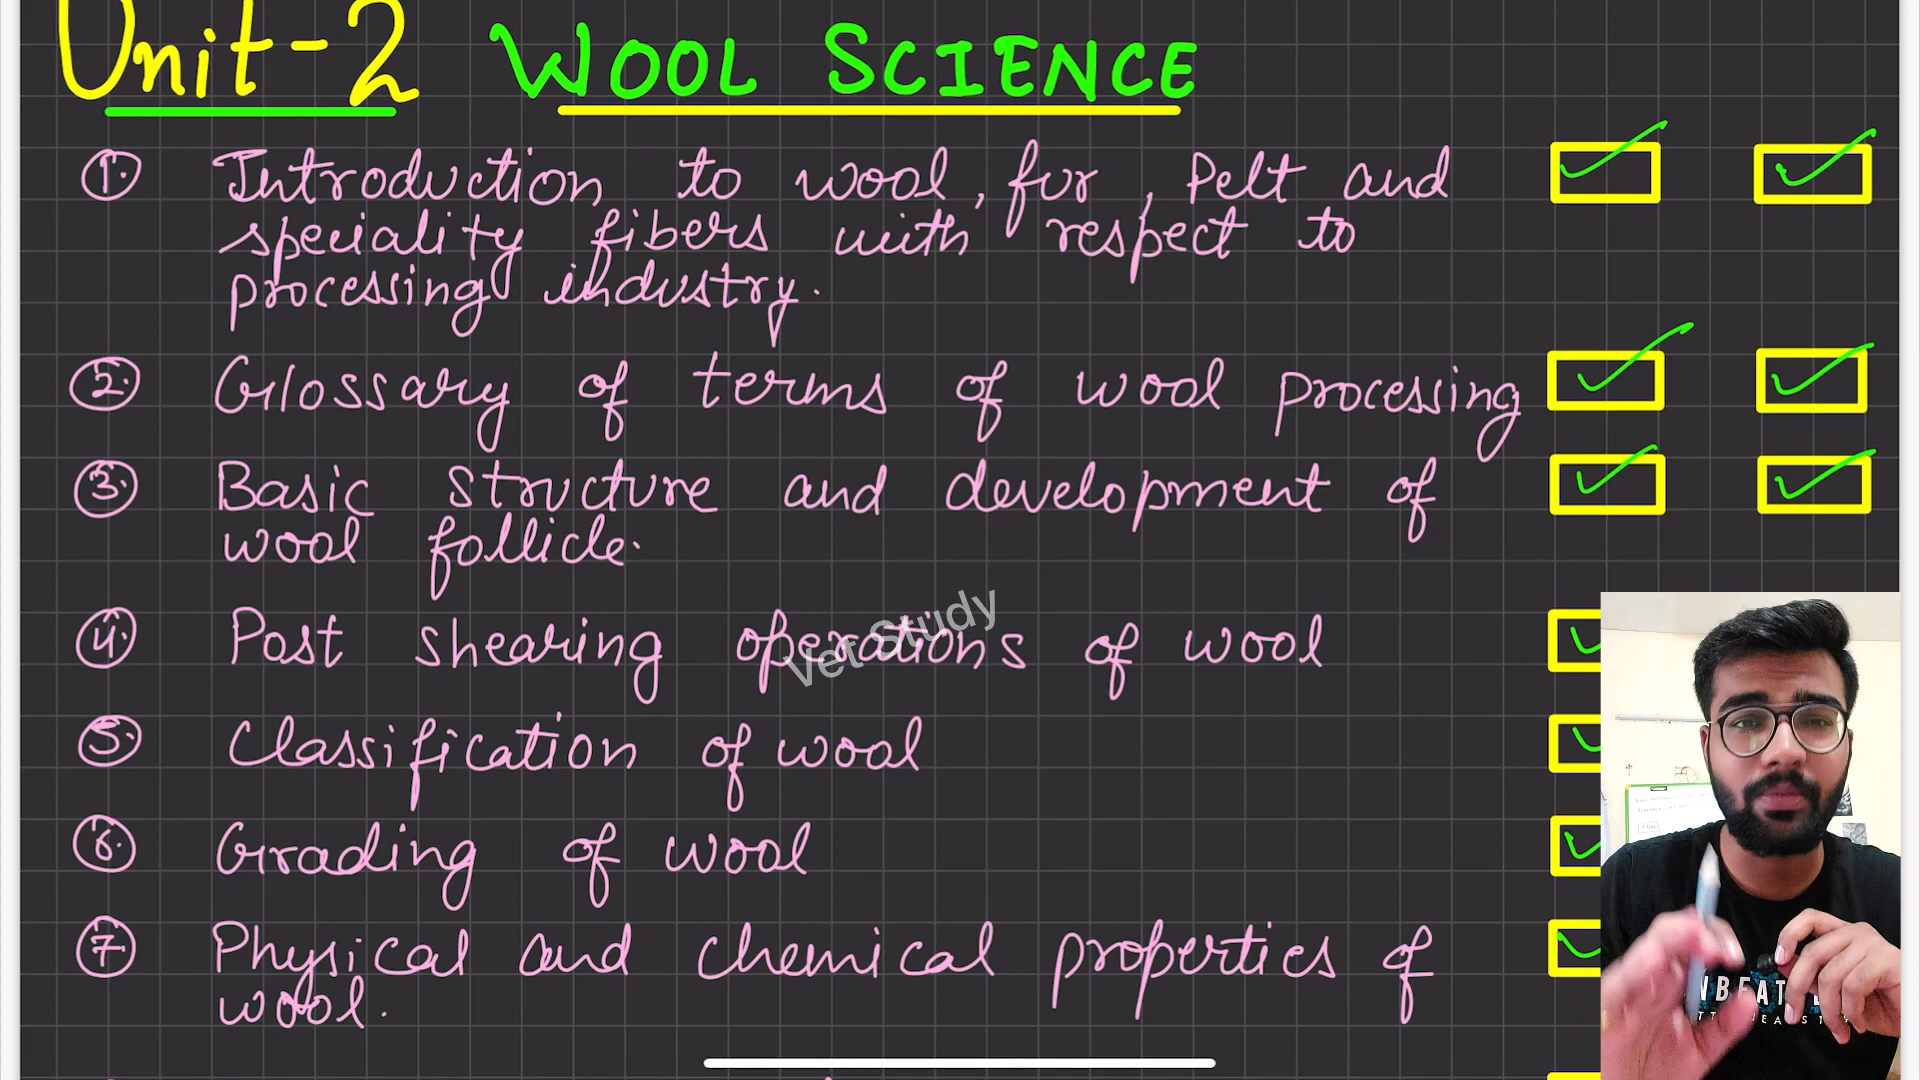 Unit-2 WOOL SCIENCE
1. Introduction to wool, fur, Pelt and
speciality fibers with respect to
processing industry.
2. Glossary of terms of wool processing
3. Basic structure and development of
wool follicle.
4. Post shearing operations of wool
Vet Study
5. Classification of wool
6. Grading of wool
7. Physical and chemical properties of
wool.